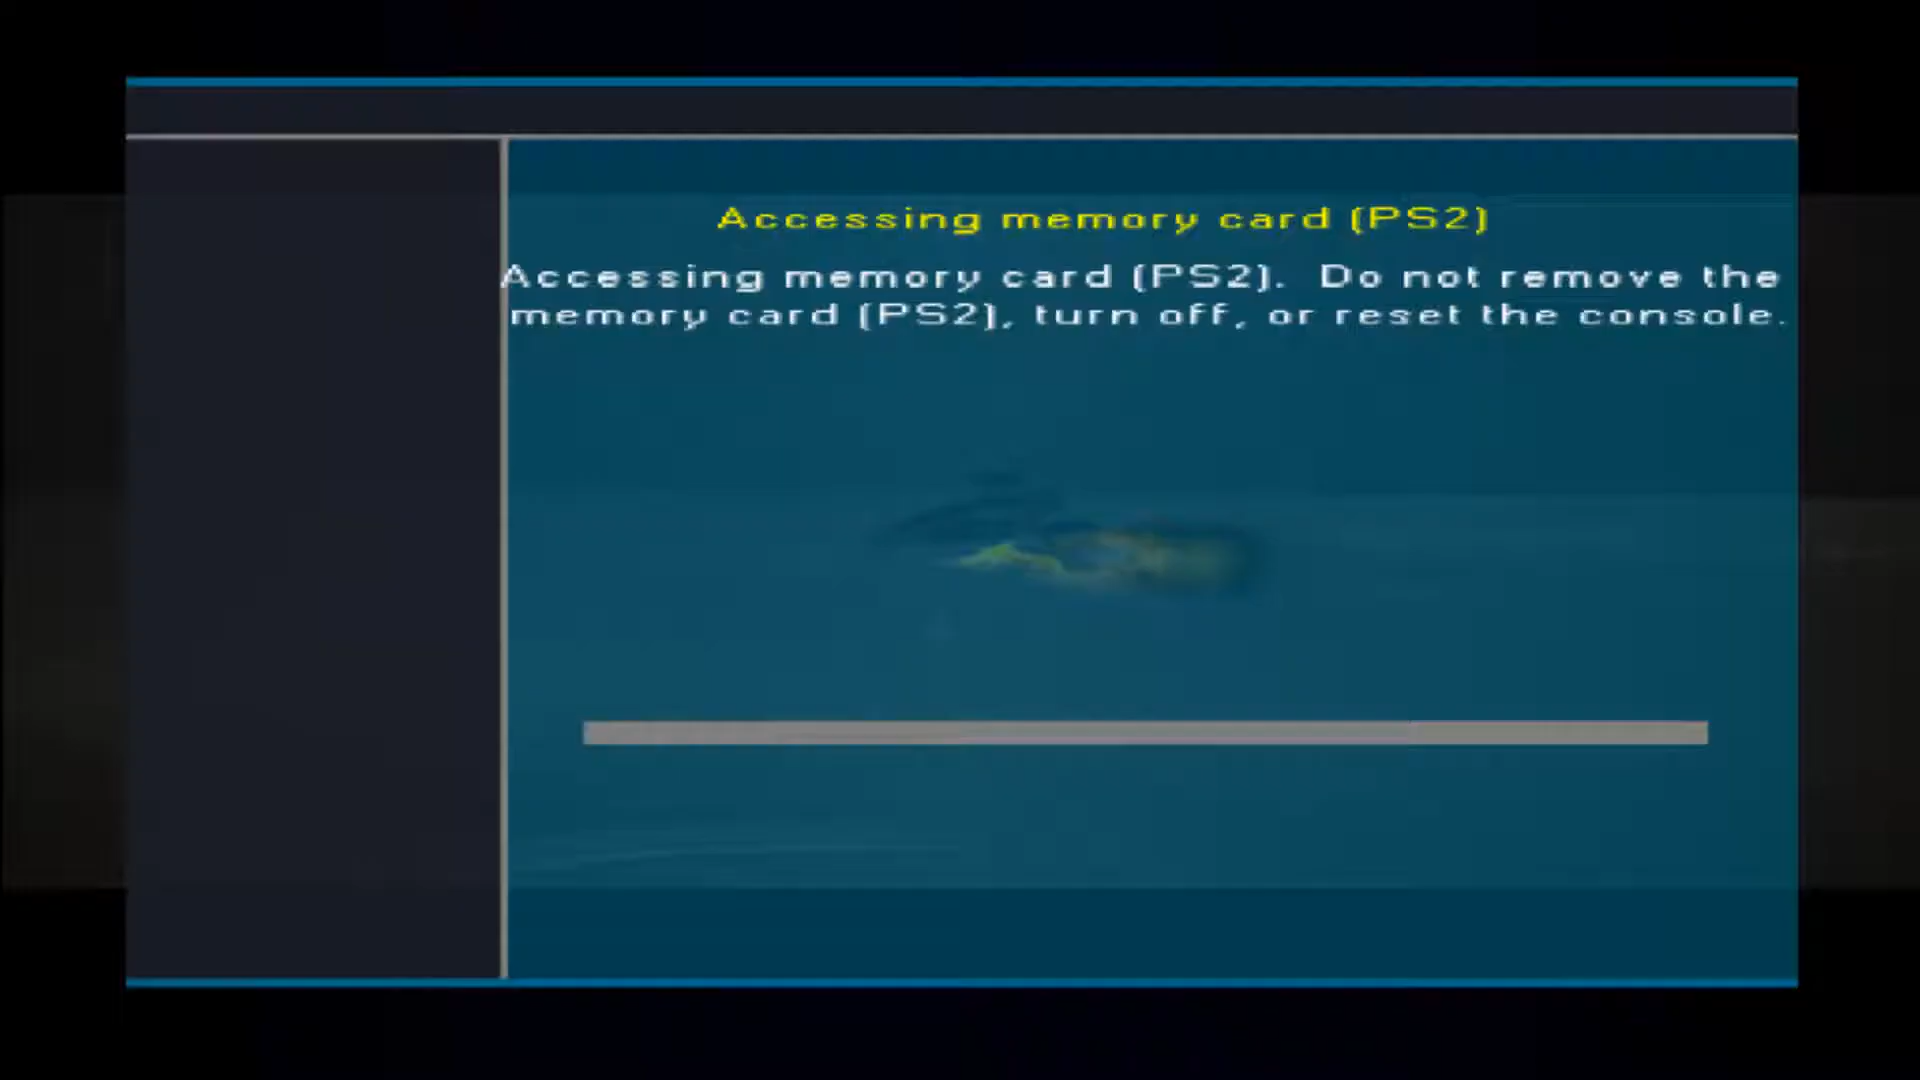 Accessing memory card (PS2)
Accessing memory card (PS2).  Do not remove the
memory card (PS2), turn off, or reset the console.